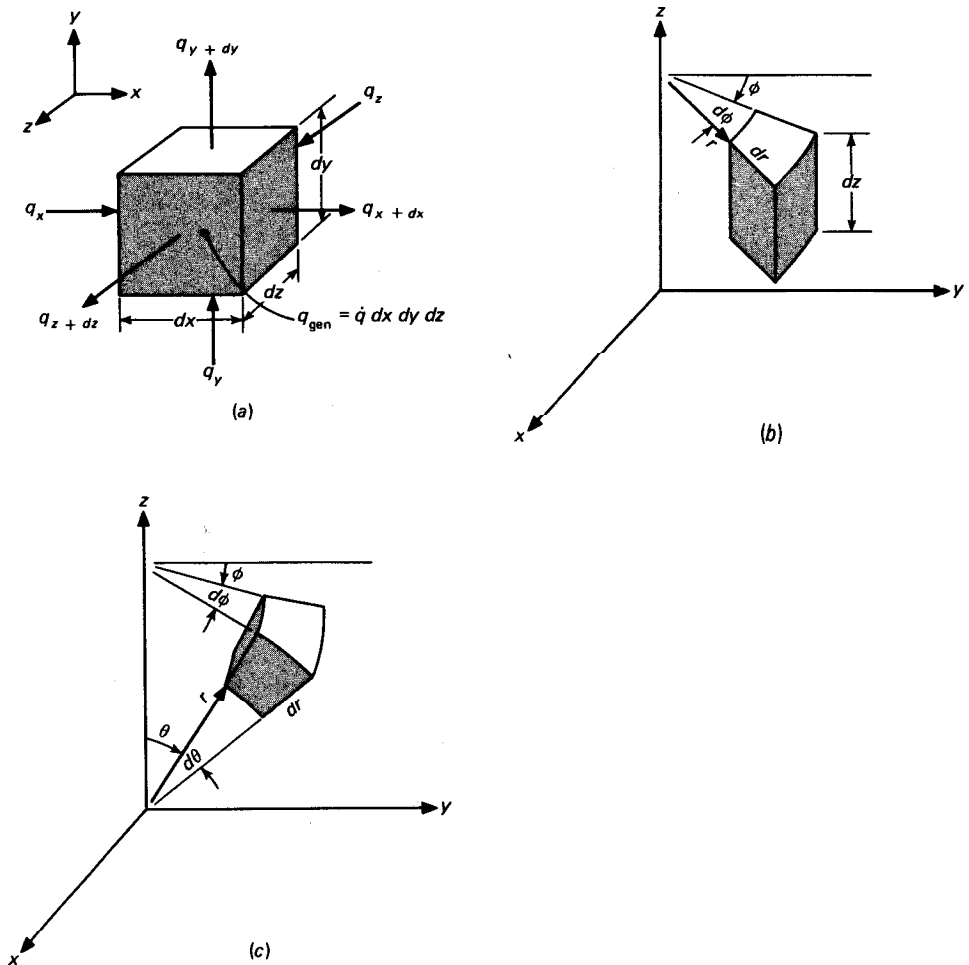 y
x
z
q_y + dy
q_z
dy
q_x
q_x + dx
dz
q_z + dz
dx
q_gen = q̇ dx dy dz
q_y
(a)
z
ϕ
dϕ
r
dr
dz
y
x
(b)
z
ϕ
dϕ
r
dr
θ
dθ
y
x
(c)